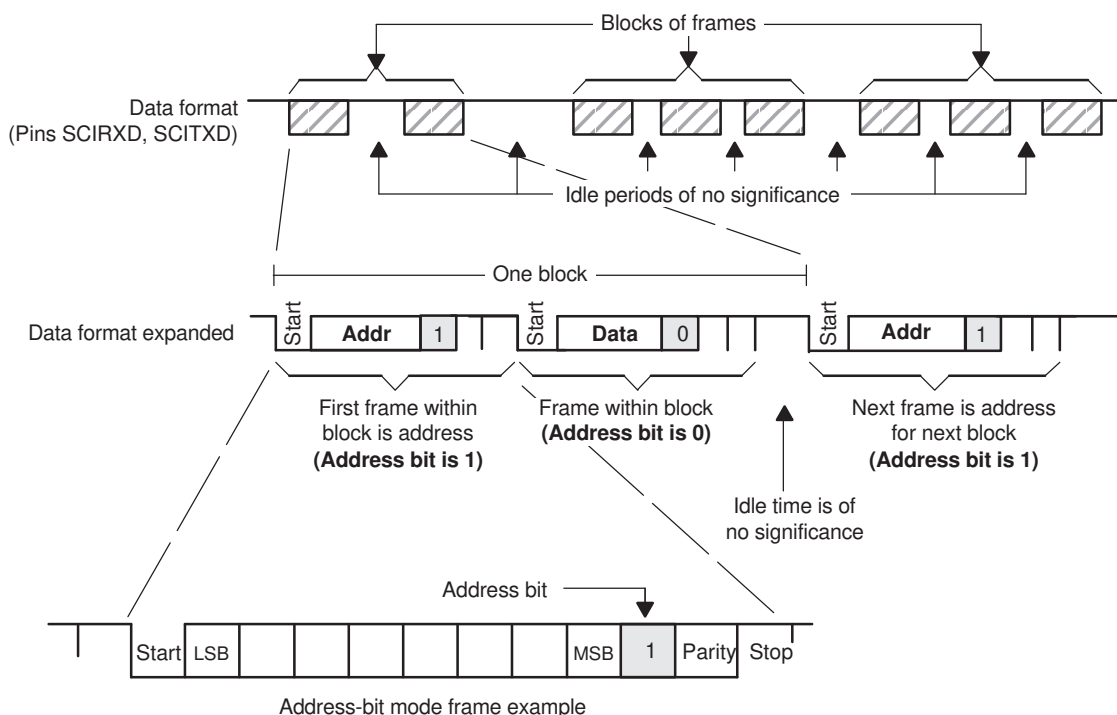 Blocks of frames
Data format
(Pins SCIRXD, SCITXD)
Idle periods of no significance
One block
Data format expanded
Start
Addr
1
Start
Data
0
Start
Addr
1
First frame within
block is address
(Address bit is 1)
Frame within block
(Address bit is 0)
Next frame is address
for next block
(Address bit is 1)
Idle time is of
no significance
Address bit
Start
LSB
MSB
1
Parity
Stop
Address-bit mode frame example